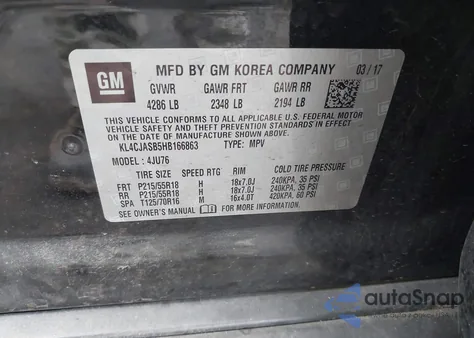 GM
MFD BY GM KOREA COMPANY 03/17
GVWR GAWR FRT GAWR RR
4286 LB 2348 LB 2194 LB
THIS VEHICLE CONFORMS TO ALL APPLICABLE U.S. FEDERAL MOTOR
VEHICLE SAFETY, BUMPER, AND THEFT PREVENTION STANDARDS IN EFFECT
ON THE DATE OF MANUFACTURE SHOWN ABOVE.
KL4CJASB5HB166863 TYPE: MPV
MODEL: 4JU76
TIRE SIZE SPEED RTG RIM COLD TIRE PRESSURE
FRT P215/55R18 H 18x7.0J 240KPA, 35 PSI
RR P215/55R18 H 18x7.0J 240KPA, 35 PSI
SPA T125/70R16 M 16x4.0T 420KPA, 60 PSI
SEE OWNER'S MANUAL FOR MORE INFORMATION.
autoSnap